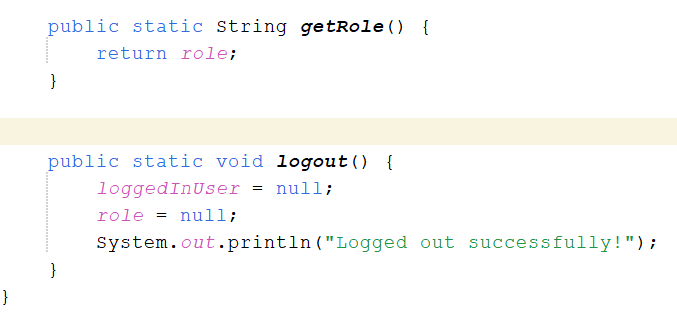 public static String getRole() {
return role;
}
public static void logout() {
loggedInUser = null;
role = null;
System.out.println("Logged out successfully!");
}
}